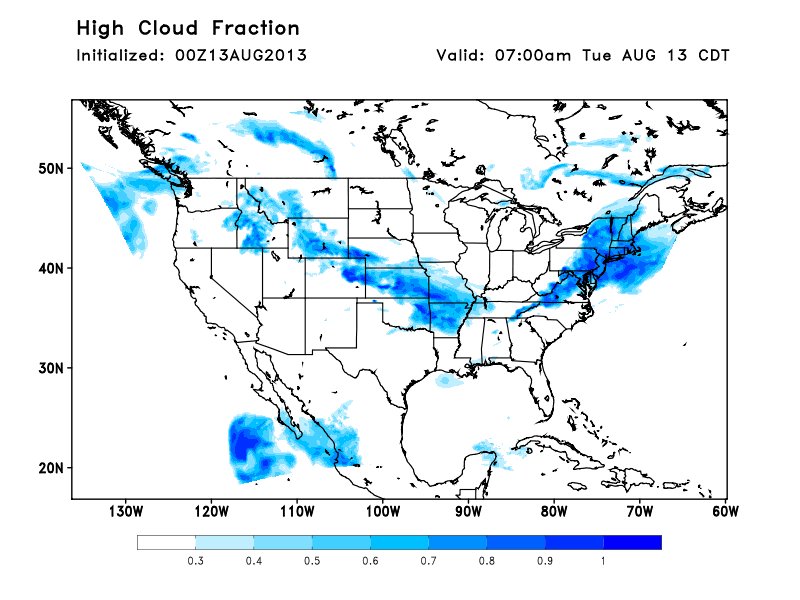 High Cloud Fraction
Initialized: 00Z13AUG2013 Valid: 07:00am Tue AUG 13 CDT
50N
40N
30N
20N
130W 120W 110W 100W 90W 80W 70W 60W
0.3 0.4 0.5 0.6 0.7 0.8 0.9 1